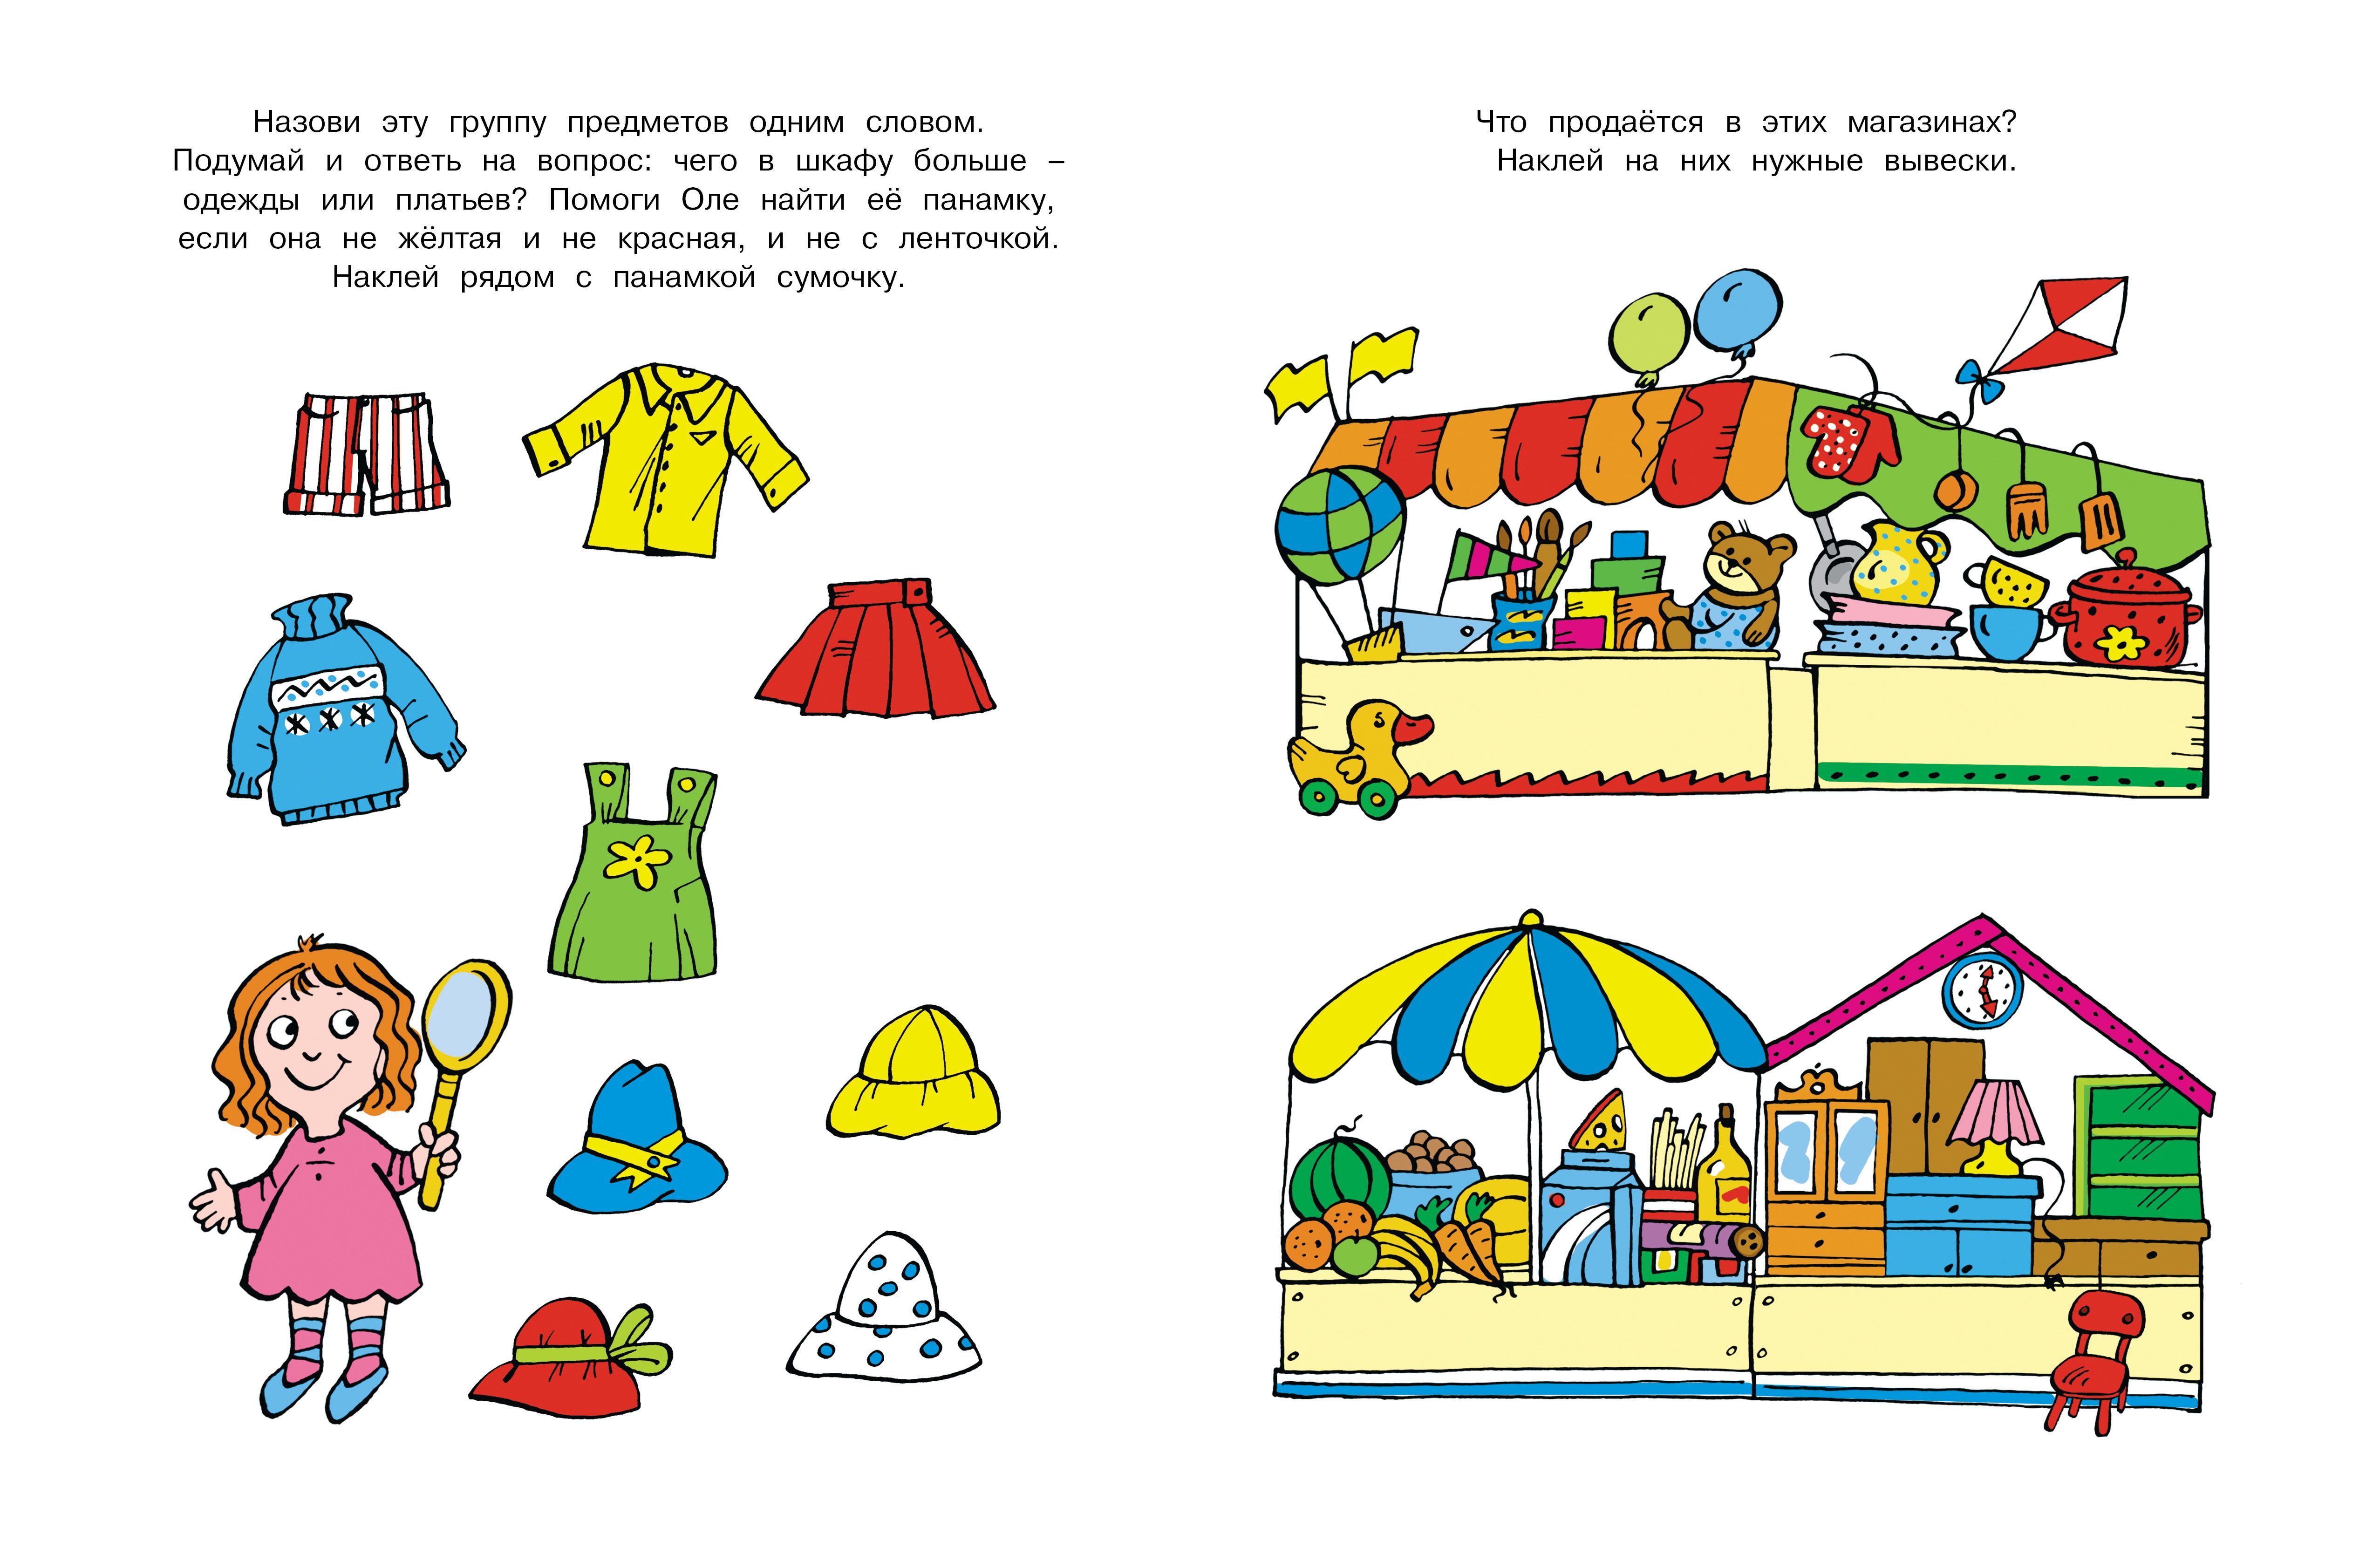 Назови эту группу предметов одним словом.
Подумай и ответь на вопрос: чего в шкафу больше –
одежды или платьев? Помоги Оле найти её панамку,
если она не жёлтая и не красная, и не с ленточкой.
Наклей рядом с панамкой сумочку.
Что продаётся в этих магазинах?
Наклей на них нужные вывески.